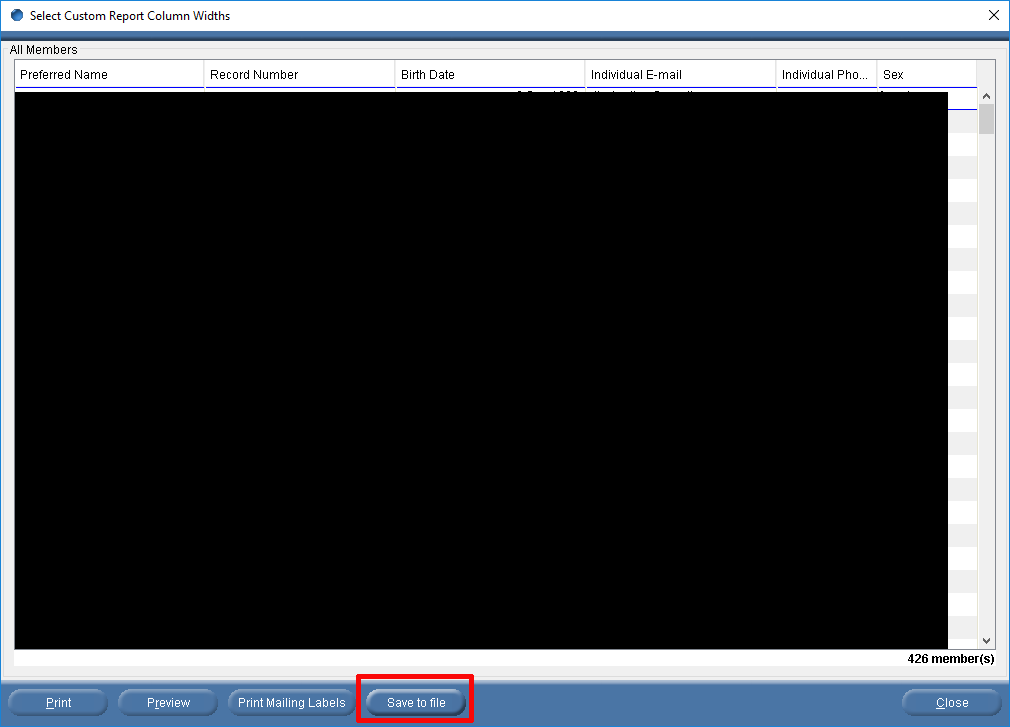 Select Custom Report Column Widths
All Members
Preferred Name Record Number Birth Date Individual E-mail Individual Pho... Sex
426 member(s)
Print Preview Print Mailing Labels Save to file Close